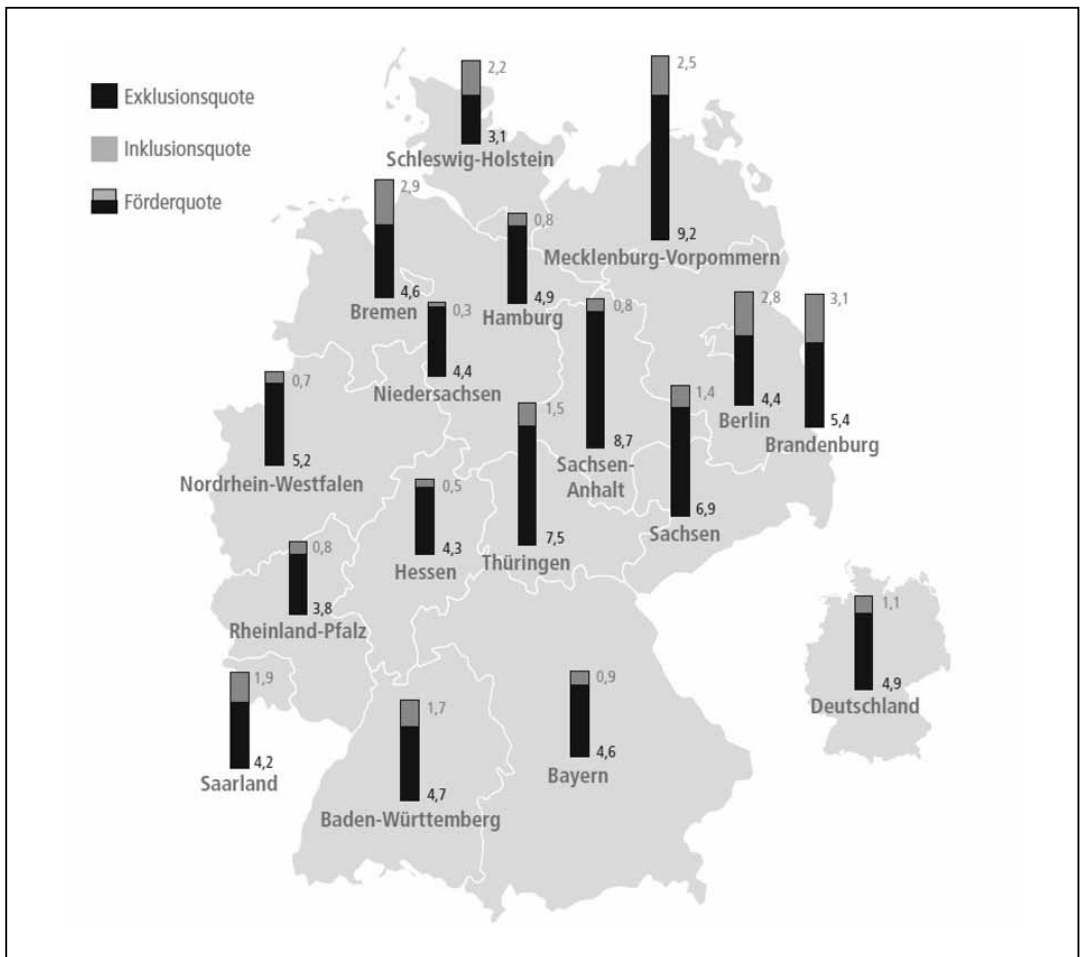 Exklusionsquote
Inklusionsquote
Förderquote
2,2
3,1
Schleswig-Holstein
2,5
9,2
Mecklenburg-Vorpommern
2,9
4,6
Bremen
0,8
4,9
Hamburg
0,3
4,4
Niedersachsen
0,8
8,7
Sachsen-
Anhalt
2,8
4,4
Berlin
3,1
5,4
Brandenburg
0,7
5,2
Nordrhein-Westfalen
1,5
7,5
Thüringen
1,4
6,9
Sachsen
0,5
4,3
Hessen
0,8
3,8
Rheinland-Pfalz
1,1
4,9
Deutschland
1,9
4,2
Saarland
1,7
4,7
Baden-Württemberg
0,9
4,6
Bayern